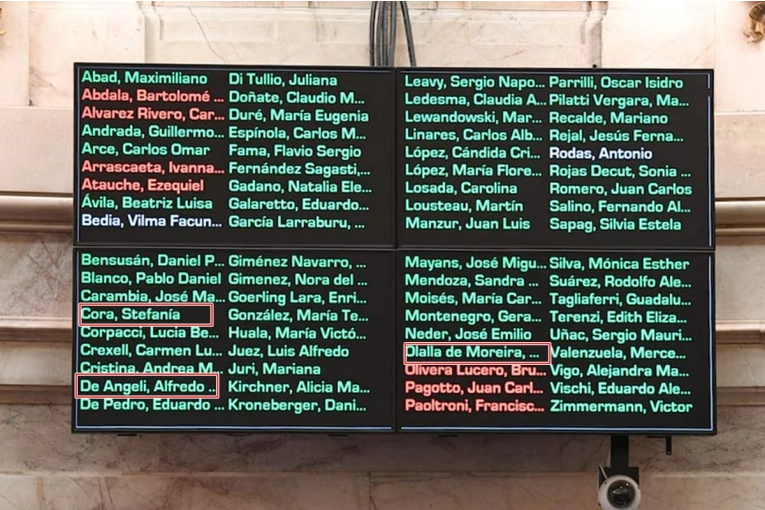 Abad, Maximiliano
Abdala, Bartolomé ...
Alvarez Rivero, Car...
Andrada, Guillermo...
Arce, Carlos Omar
Arrascaeta, Ivanna...
Atauche, Ezequiel
Ávila, Beatriz Luisa
Bedia, Vilma Facun...
Di Tullio, Juliana
Doñate, Claudio M...
Duré, María Eugenia
Espínola, Carlos M...
Fama, Flavio Sergio
Fernández Sagasti,...
Gadano, Natalia Ele...
Galaretto, Eduardo...
García Larraburu, ...
Leavy, Sergio Napo...
Ledesma, Claudia A...
Lewandowski, Mar...
Linares, Carlos Alb...
López, Cándida Cri...
López, María Flore...
Losada, Carolina
Lousteau, Martín
Manzur, Juan Luis
Parrilli, Oscar Isidro
Pilatti Vergara, Ma...
Recalde, Mariano
Rejal, Jesús Ferna...
Rodas, Antonio
Rojas Decut, Sonia ...
Romero, Juan Carlos
Salino, Fernando Al...
Sapag, Silvia Estela
Bensusán, Daniel P...
Blanco, Pablo Daniel
Carambia, José Ma...
Cora, Stefanía
Corpacci, Lucia Be...
Crexell, Carmen Lu...
Cristina, Andrea M...
De Angeli, Alfredo ...
De Pedro, Eduardo ...
Giménez Navarro, ...
Gimenez, Nora del ...
Goerling Lara, Enri...
González, María Te...
Huala, María Victó...
Juez, Luis Alfredo
Juri, Mariana
Kirchner, Alicia Ma...
Kroneberger, Dani...
Mayans, José Migu...
Mendoza, Sandra ...
Moisés, María Car...
Montenegro, Gera...
Neder, José Emilio
Olalla de Moreira, ...
Olivera Lucero, Bru...
Pagotto, Juan Carl...
Paoltroni, Francisc...
Silva, Mónica Esther
Suárez, Rodolfo Ale...
Tagliaferri, Guadalu...
Terenzi, Edith Eliza...
Uñac, Sergio Mauri...
Valenzuela, Merce...
Vigo, Alejandra Ma...
Vischi, Eduardo Ale...
Zimmermann, Víctor